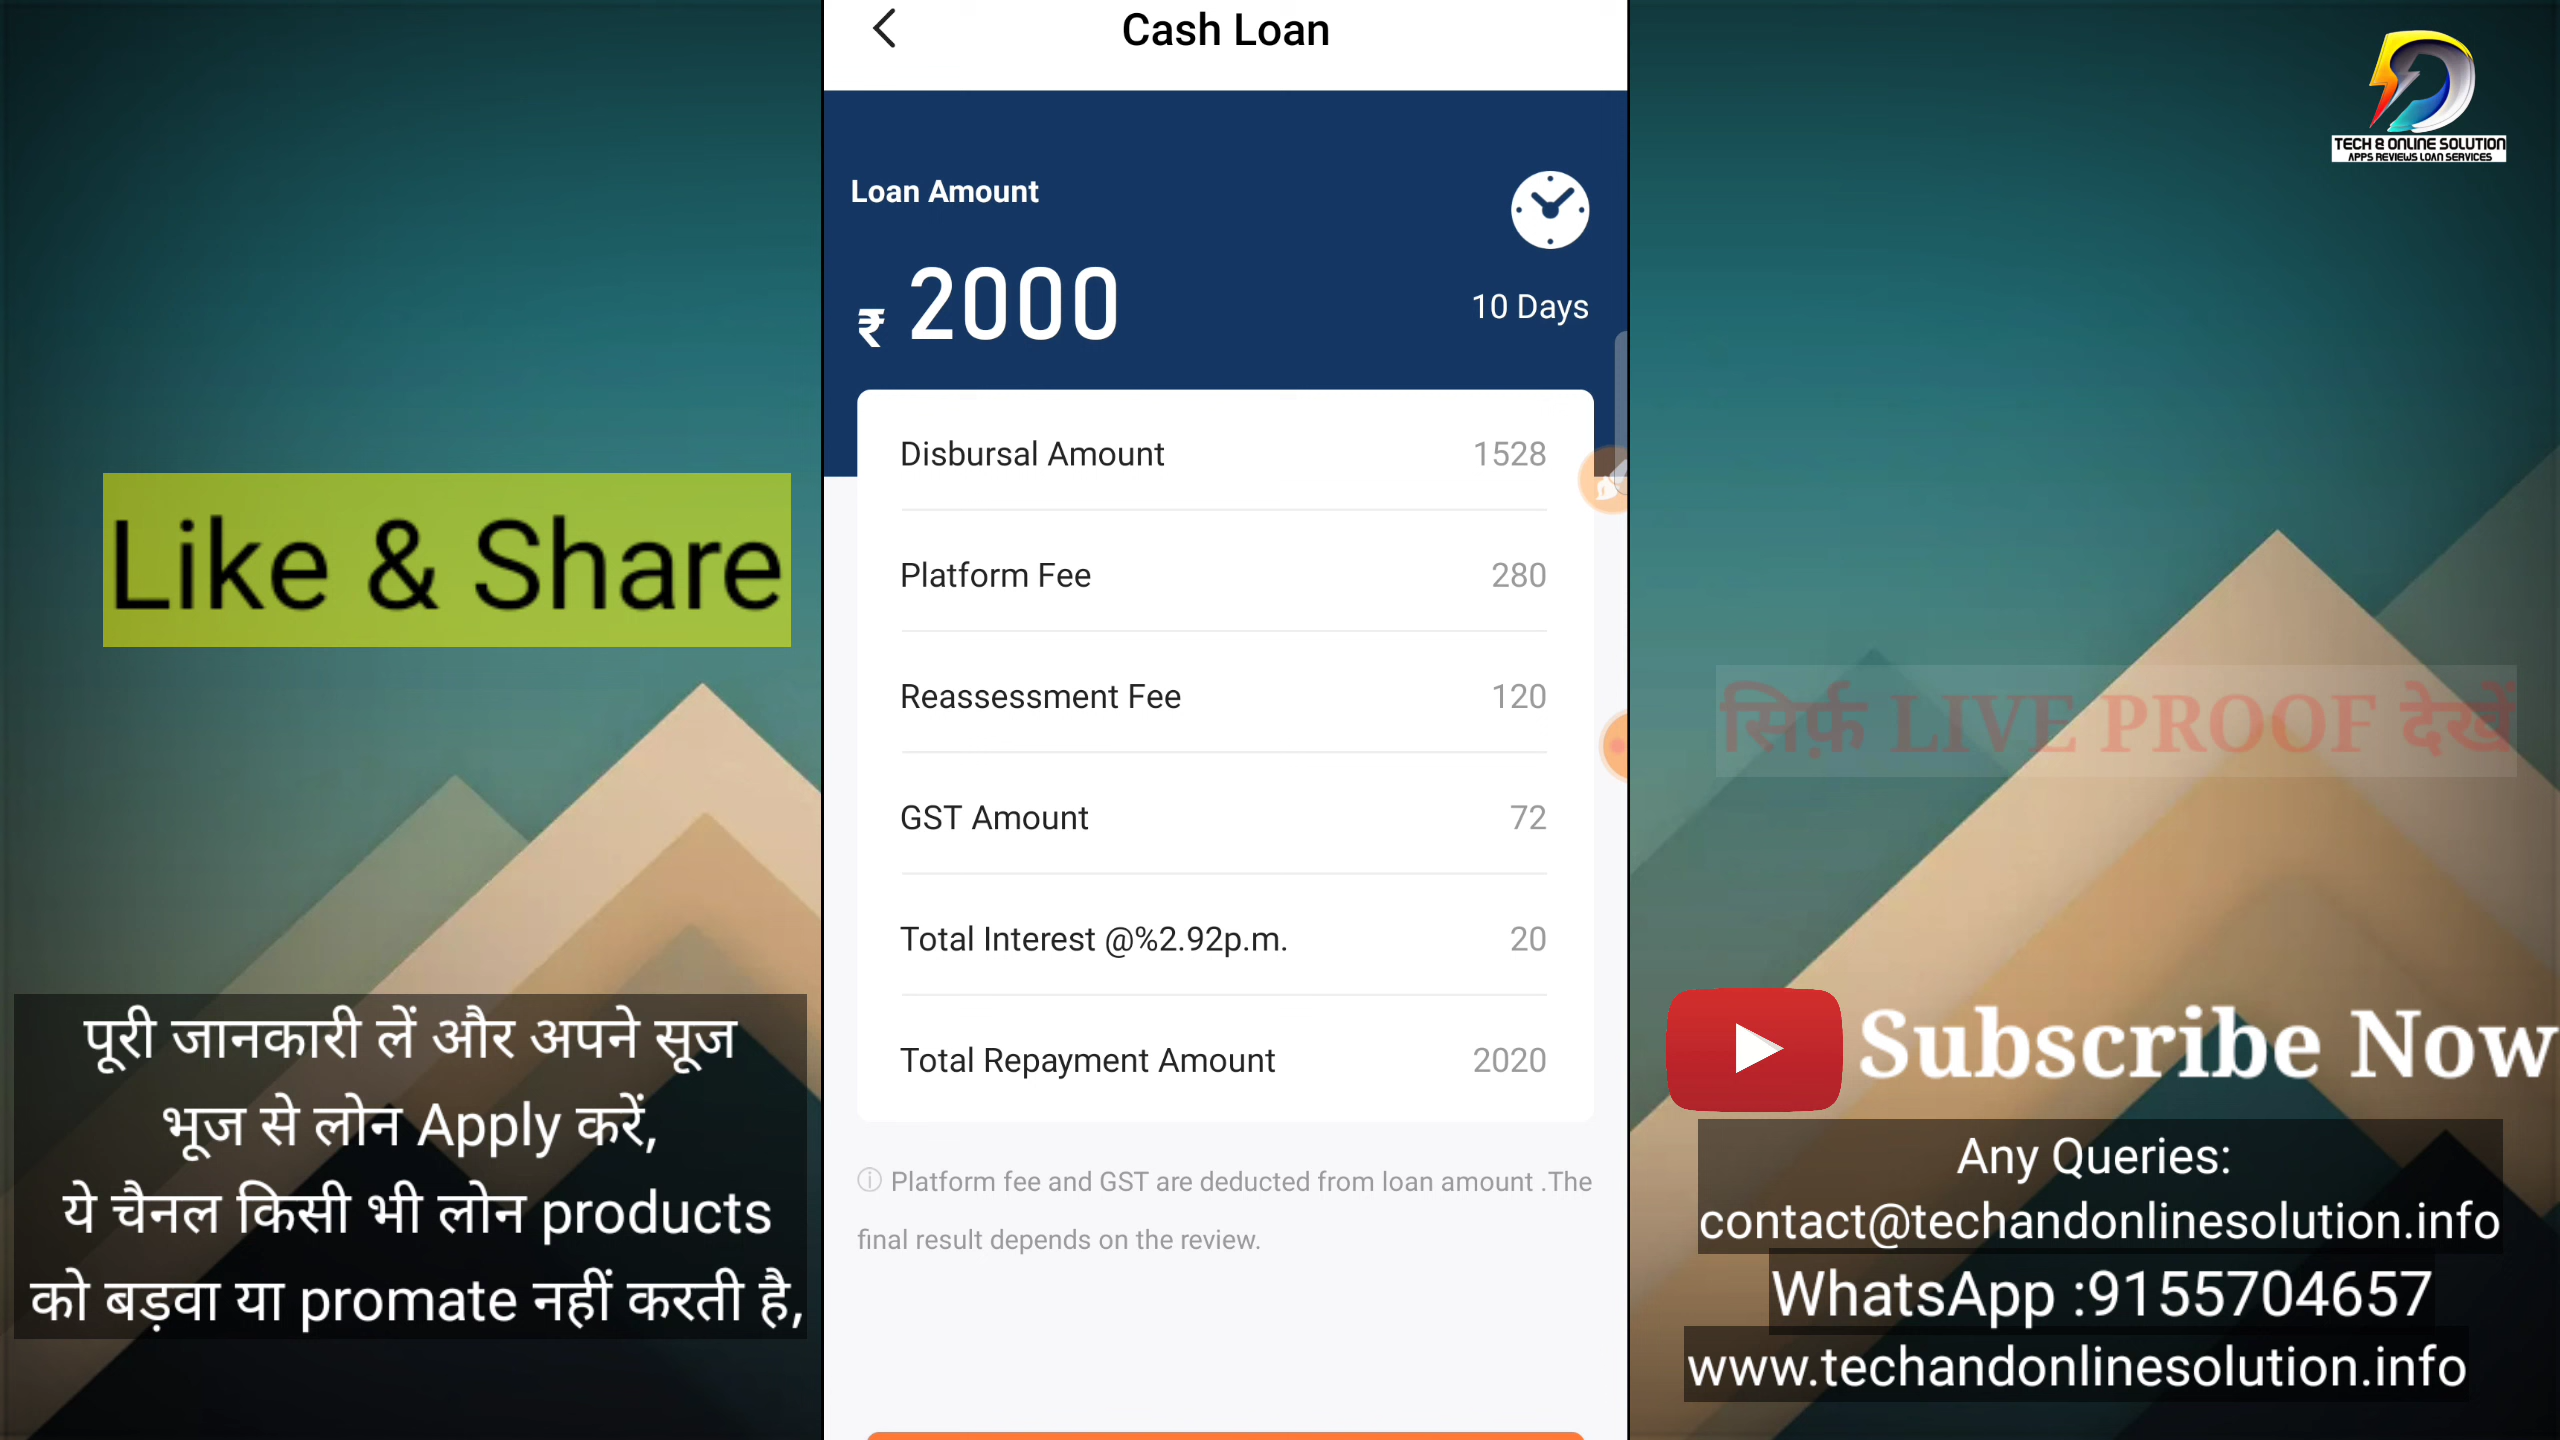 Cash Loan
TECH & ONLINE SOLUTION
APPS REVIEWS LOAN SERVICES
Loan Amount
₹ 2000
10 Days
Disbursal Amount 1528
Platform Fee 280
Reassessment Fee 120
GST Amount 72
Total Interest @%2.92p.m. 20
Total Repayment Amount 2020
Platform fee and GST are deducted from loan amount .The
final result depends on the review.
Like & Share
पूरी जानकारी लें और अपने सूज
भूज से लोन Apply करें,
ये चैनल किसी भी लोन products
को बड़वा या promate नहीं करती है,
सिर्फ़ LIVE PROOF देखें
Subscribe Now
Any Queries:
contact@techandonlinesolution.info
WhatsApp :9155704657
www.techandonlinesolution.info